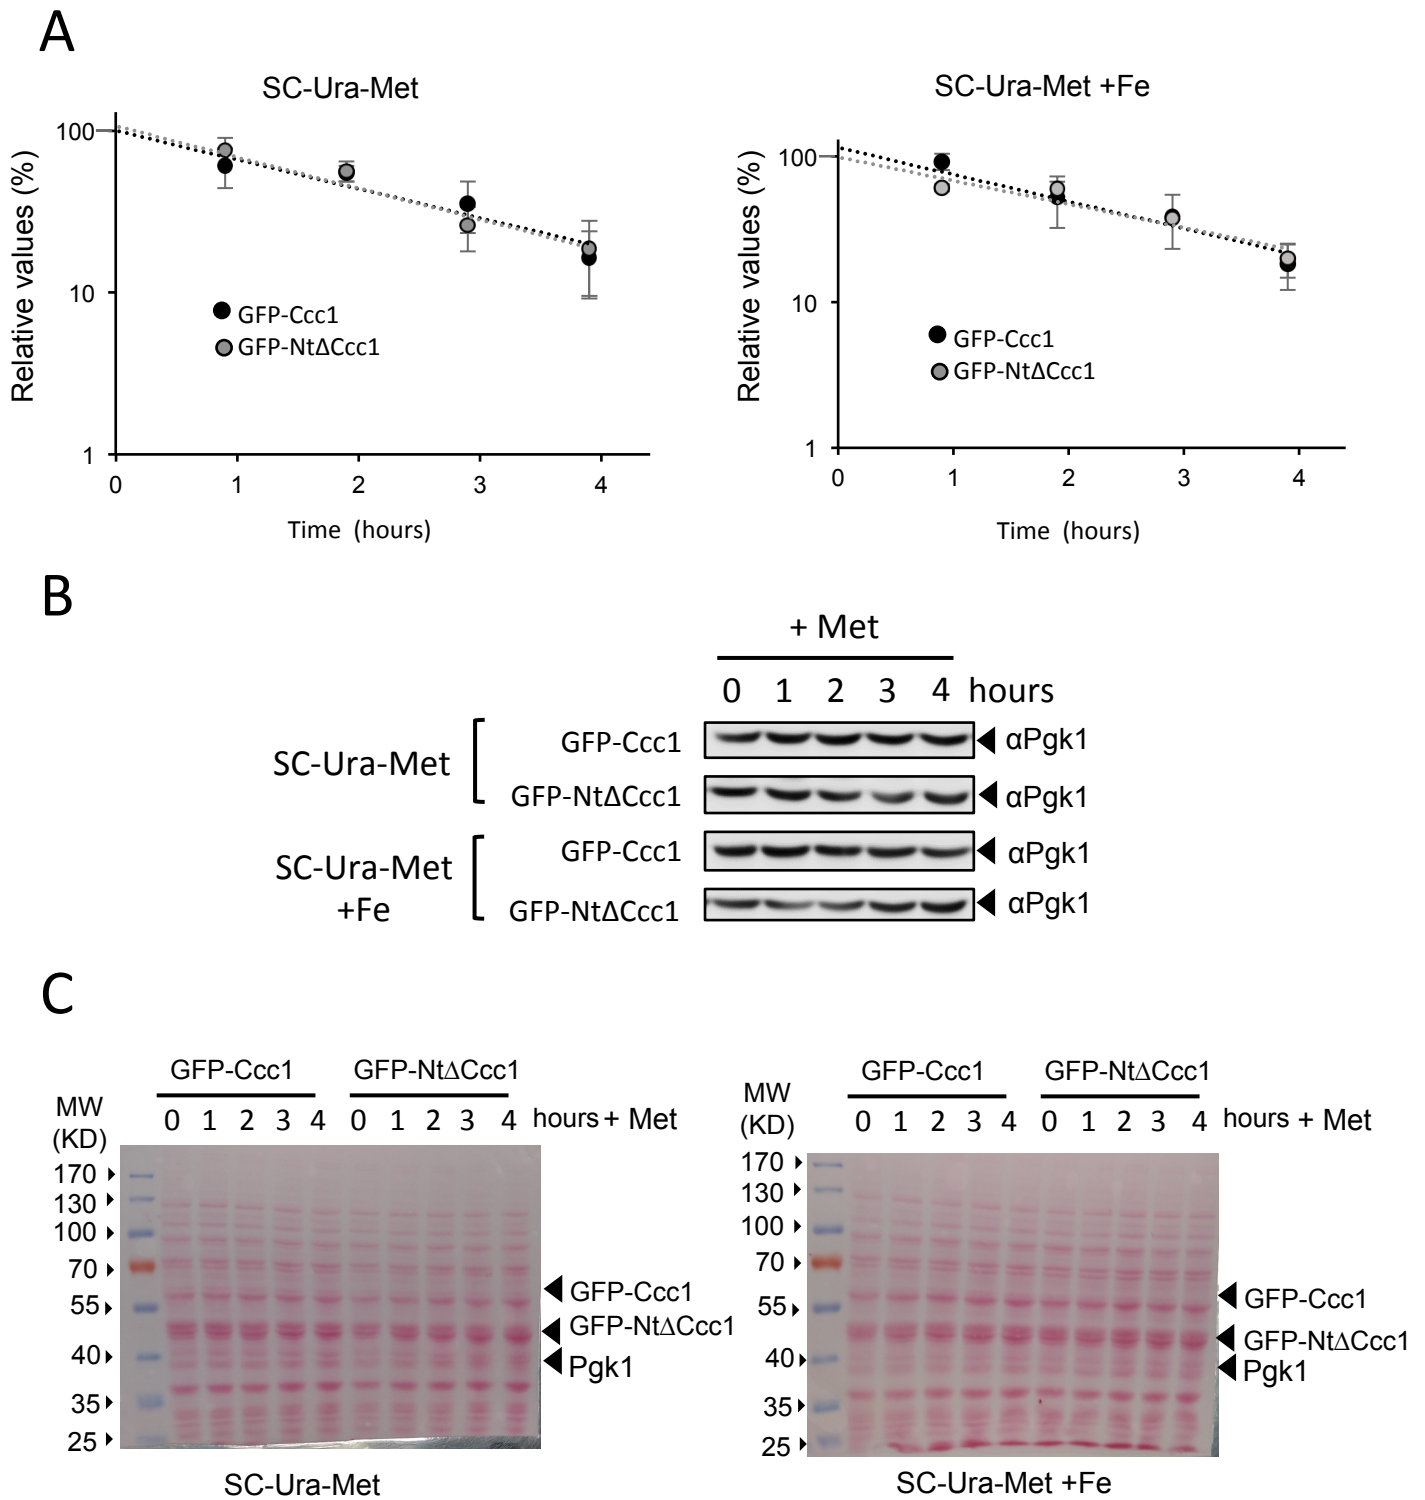 A
SC-Ura-Met
Relative values (%)
100
10
1
0 1 2 3 4
Time (hours)
GFP-Ccc1
GFP-NtΔCcc1
SC-Ura-Met +Fe
Relative values (%)
100
10
1
0 1 2 3 4
Time (hours)
GFP-Ccc1
GFP-NtΔCcc1
B
+ Met
0 1 2 3 4 hours
SC-Ura-Met
GFP-Ccc1 αPgk1
GFP-NtΔCcc1 αPgk1
SC-Ura-Met
+Fe
GFP-Ccc1 αPgk1
GFP-NtΔCcc1 αPgk1
C
GFP-Ccc1 GFP-NtΔCcc1
MW
(KD)
0 1 2 3 4 0 1 2 3 4 hours + Met
170
130
100
70
55
40
35
25
GFP-Ccc1
GFP-NtΔCcc1
Pgk1
SC-Ura-Met
GFP-Ccc1 GFP-NtΔCcc1
MW
(KD)
0 1 2 3 4 0 1 2 3 4 hours + Met
170
130
100
70
55
40
35
25
GFP-Ccc1
GFP-NtΔCcc1
Pgk1
SC-Ura-Met +Fe